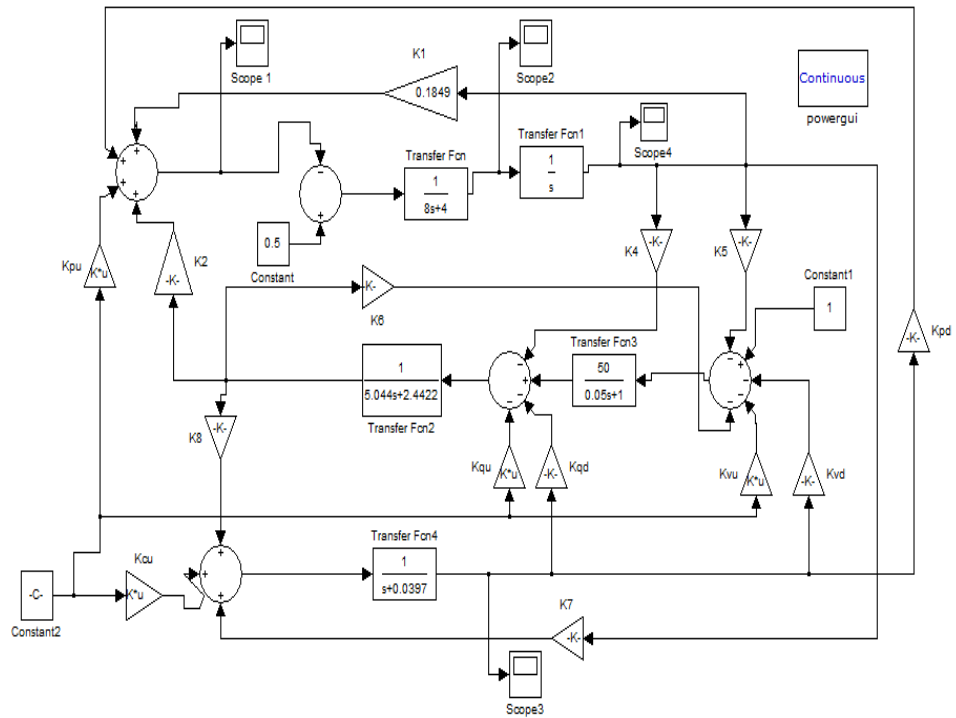 K1
0.1849
Scope 1
Scope2
Continuous
powergui
Transfer Fcn1
1
s
Scope4
Transfer Fcn
1
8s+4
+
+
+
+
−
+
0.5
Constant
Kpu
K*u
K2
-K-
K4
-K-
K5
-K-
Constant1
1
K-
K6
-K-
Kpd
Transfer Fcn3
50
0.05s+1
1
5.044s+2.4422
Transfer Fcn2
−
+
−
−
−
−
−
+
−
−
K8
-K-
Kqu
K*u
-K-
Kqd
Kvu
K*u
-K-
Kvd
Transfer Fcn4
1
s+0.0397
Kcu
K*u
+
+
+
-C-
Constant2
K7
-K-
Scope3